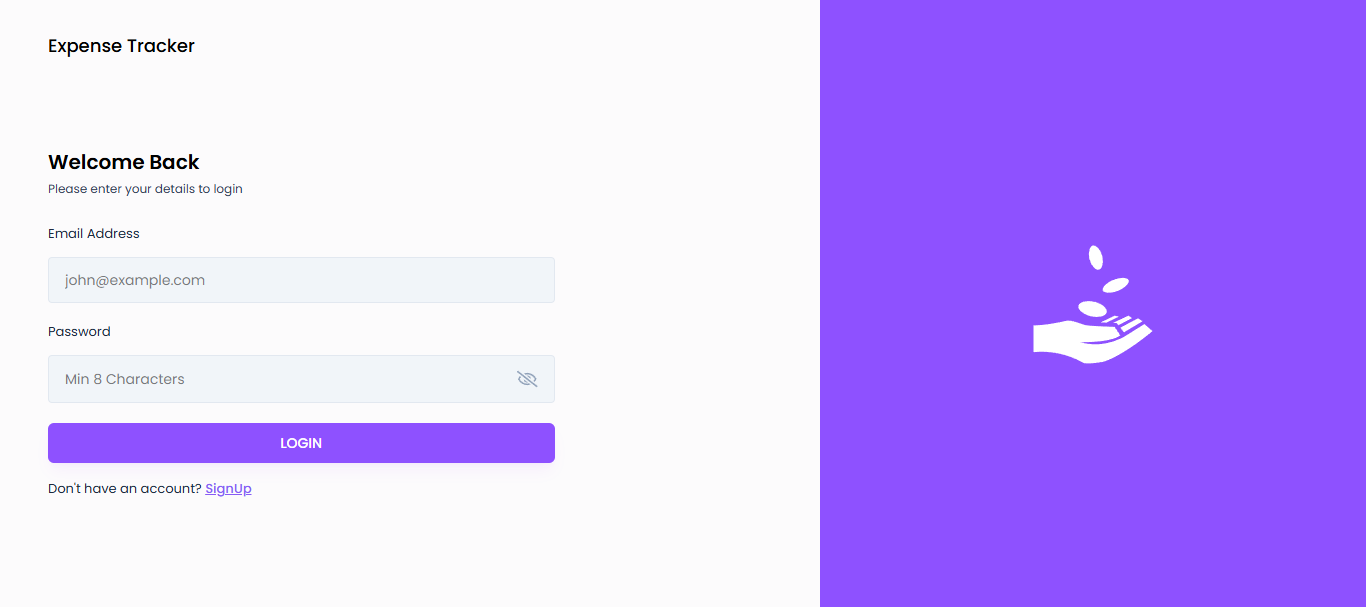 Expense Tracker
Welcome Back
Please enter your details to login
Email Address
john@example.com
Password
Min 8 Characters
LOGIN
Don't have an account? SignUp